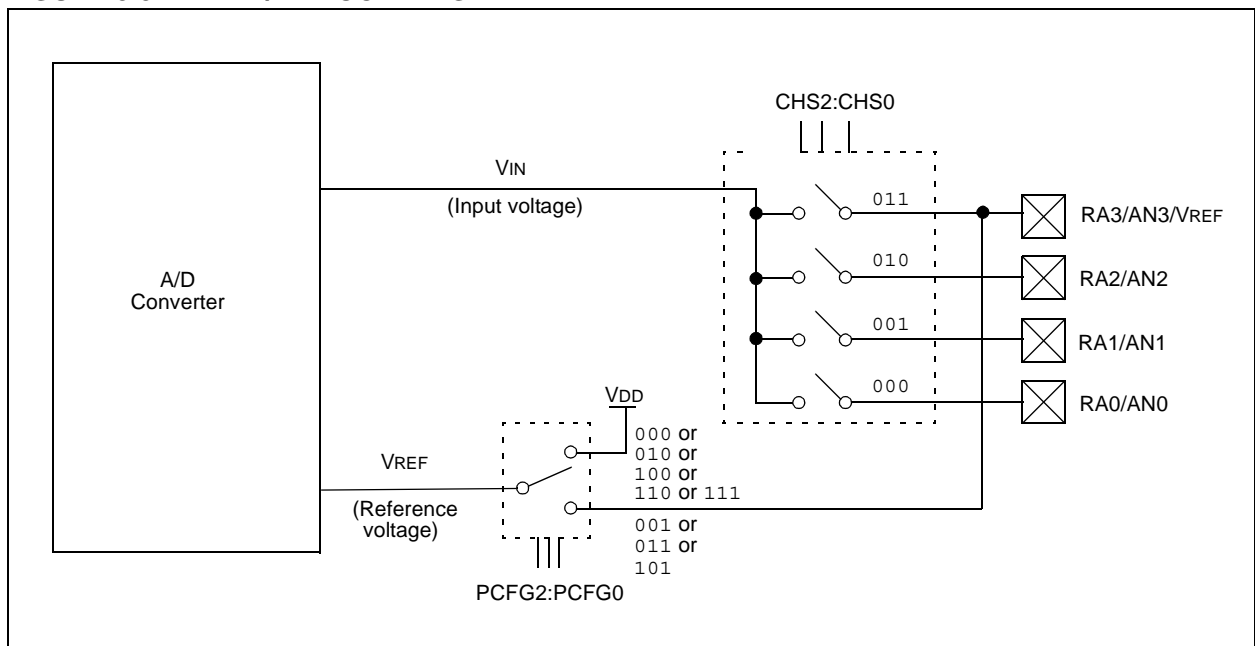 CHS2:CHS0
VIN
(Input voltage)
011
RA3/AN3/VREF
010
RA2/AN2
A/D
Converter
001
RA1/AN1
000
RA0/AN0
VDD
000 or
010 or
100 or
110 or 111
VREF
(Reference
voltage)
001 or
011 or
101
PCFG2:PCFG0